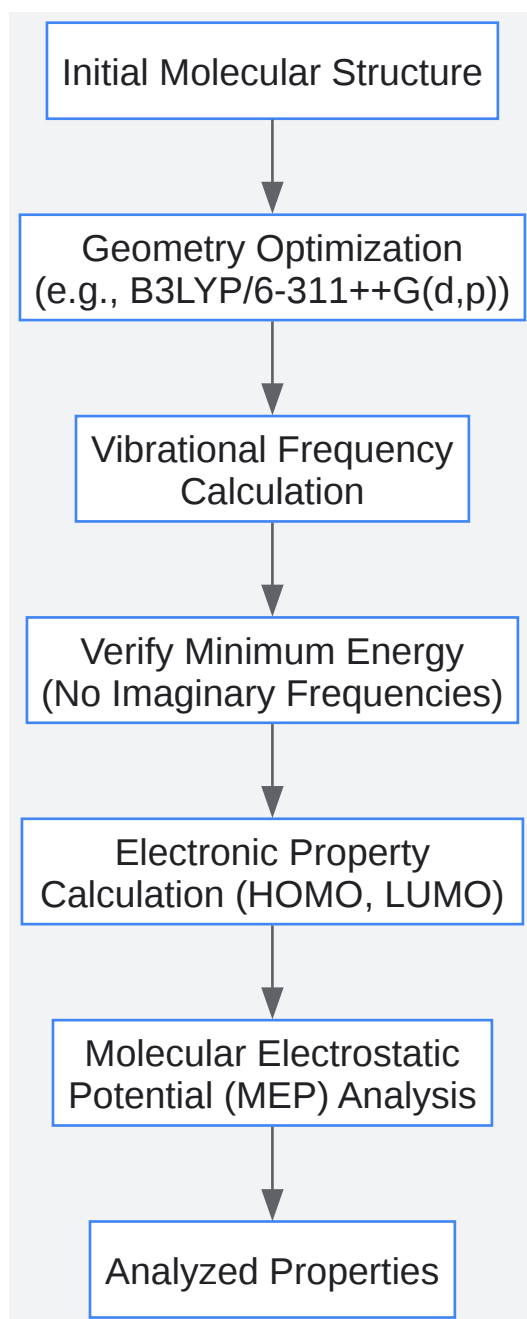 Initial Molecular Structure
Geometry Optimization
(e.g., B3LYP/6-311++G(d,p))
Vibrational Frequency
Calculation
Verify Minimum Energy
(No Imaginary Frequencies)
Electronic Property
Calculation (HOMO, LUMO)
Molecular Electrostatic
Potential (MEP) Analysis
Analyzed Properties